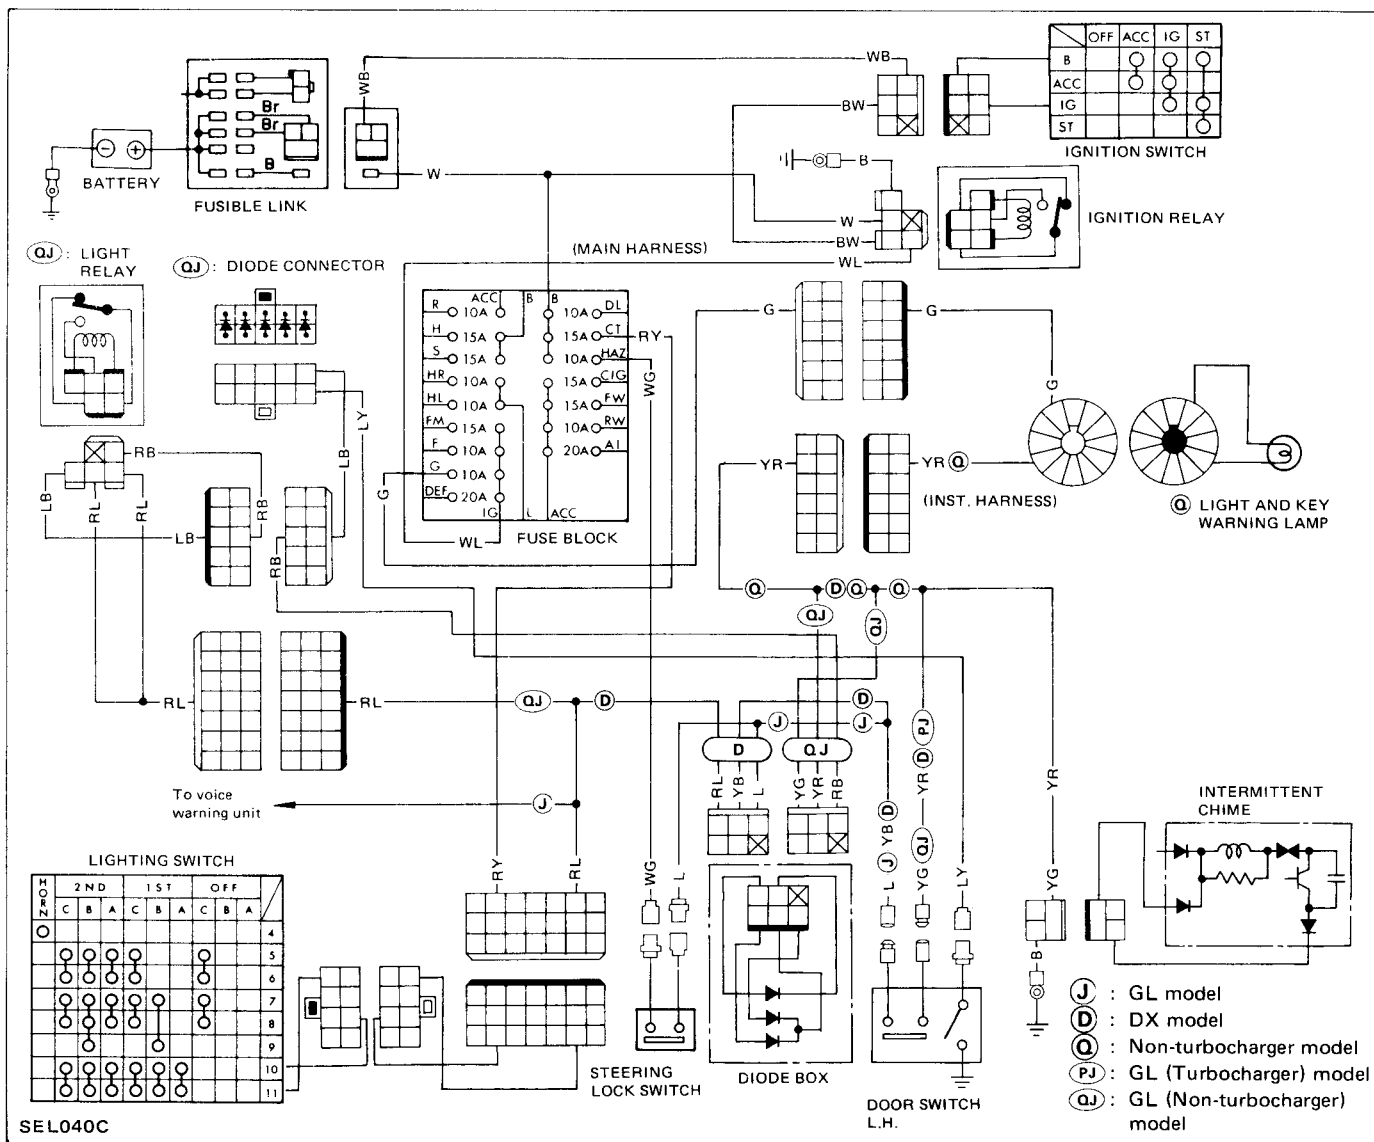 WB
WB
BW
OFF ACC IG ST
B
ACC
IG
ST
IGNITION SWITCH
Br
Br
B
BATTERY
FUSIBLE LINK
W
B
W
BW
IGNITION RELAY
(MAIN HARNESS)
WL
QJ : LIGHT
RELAY
QJ : DIODE CONNECTOR
R 10A ACC B B 10A DL
H 15A 15A CT RY
S 15A 10A HAZ
HR 10A 15A CIG
HL 10A 15A FW
FM 15A 10A RW
F 10A 20A AI
G 10A
DEF 20A
IG L ACC
FUSE BLOCK
WL
G
WG
G
G
G
LY
LB
RB
LB
RL
RL
LB
RB
RB
YR
YR Q
(INST. HARNESS)
Q LIGHT AND KEY
WARNING LAMP
Q D Q Q
QJ
QJ
RL
RL
QJ
D
D
J
J
D
QJ
PJ
D
YR
RL
YB
L
YG
YR
RB
YR
To voice
warning unit
J
RY
RL
WG
L
L J YB D
YG QJ
LY
YG
B
INTERMITTENT
CHIME
LIGHTING SWITCH
HORN 2ND 1ST OFF
C B A C B A C B A
4
5
6
7
8
9
10
11
STEERING
LOCK SWITCH
DIODE BOX
DOOR SWITCH
L.H.
J : GL model
D : DX model
Q : Non-turbocharger model
PJ : GL (Turbocharger) model
QJ : GL (Non-turbocharger)
model
SEL040C